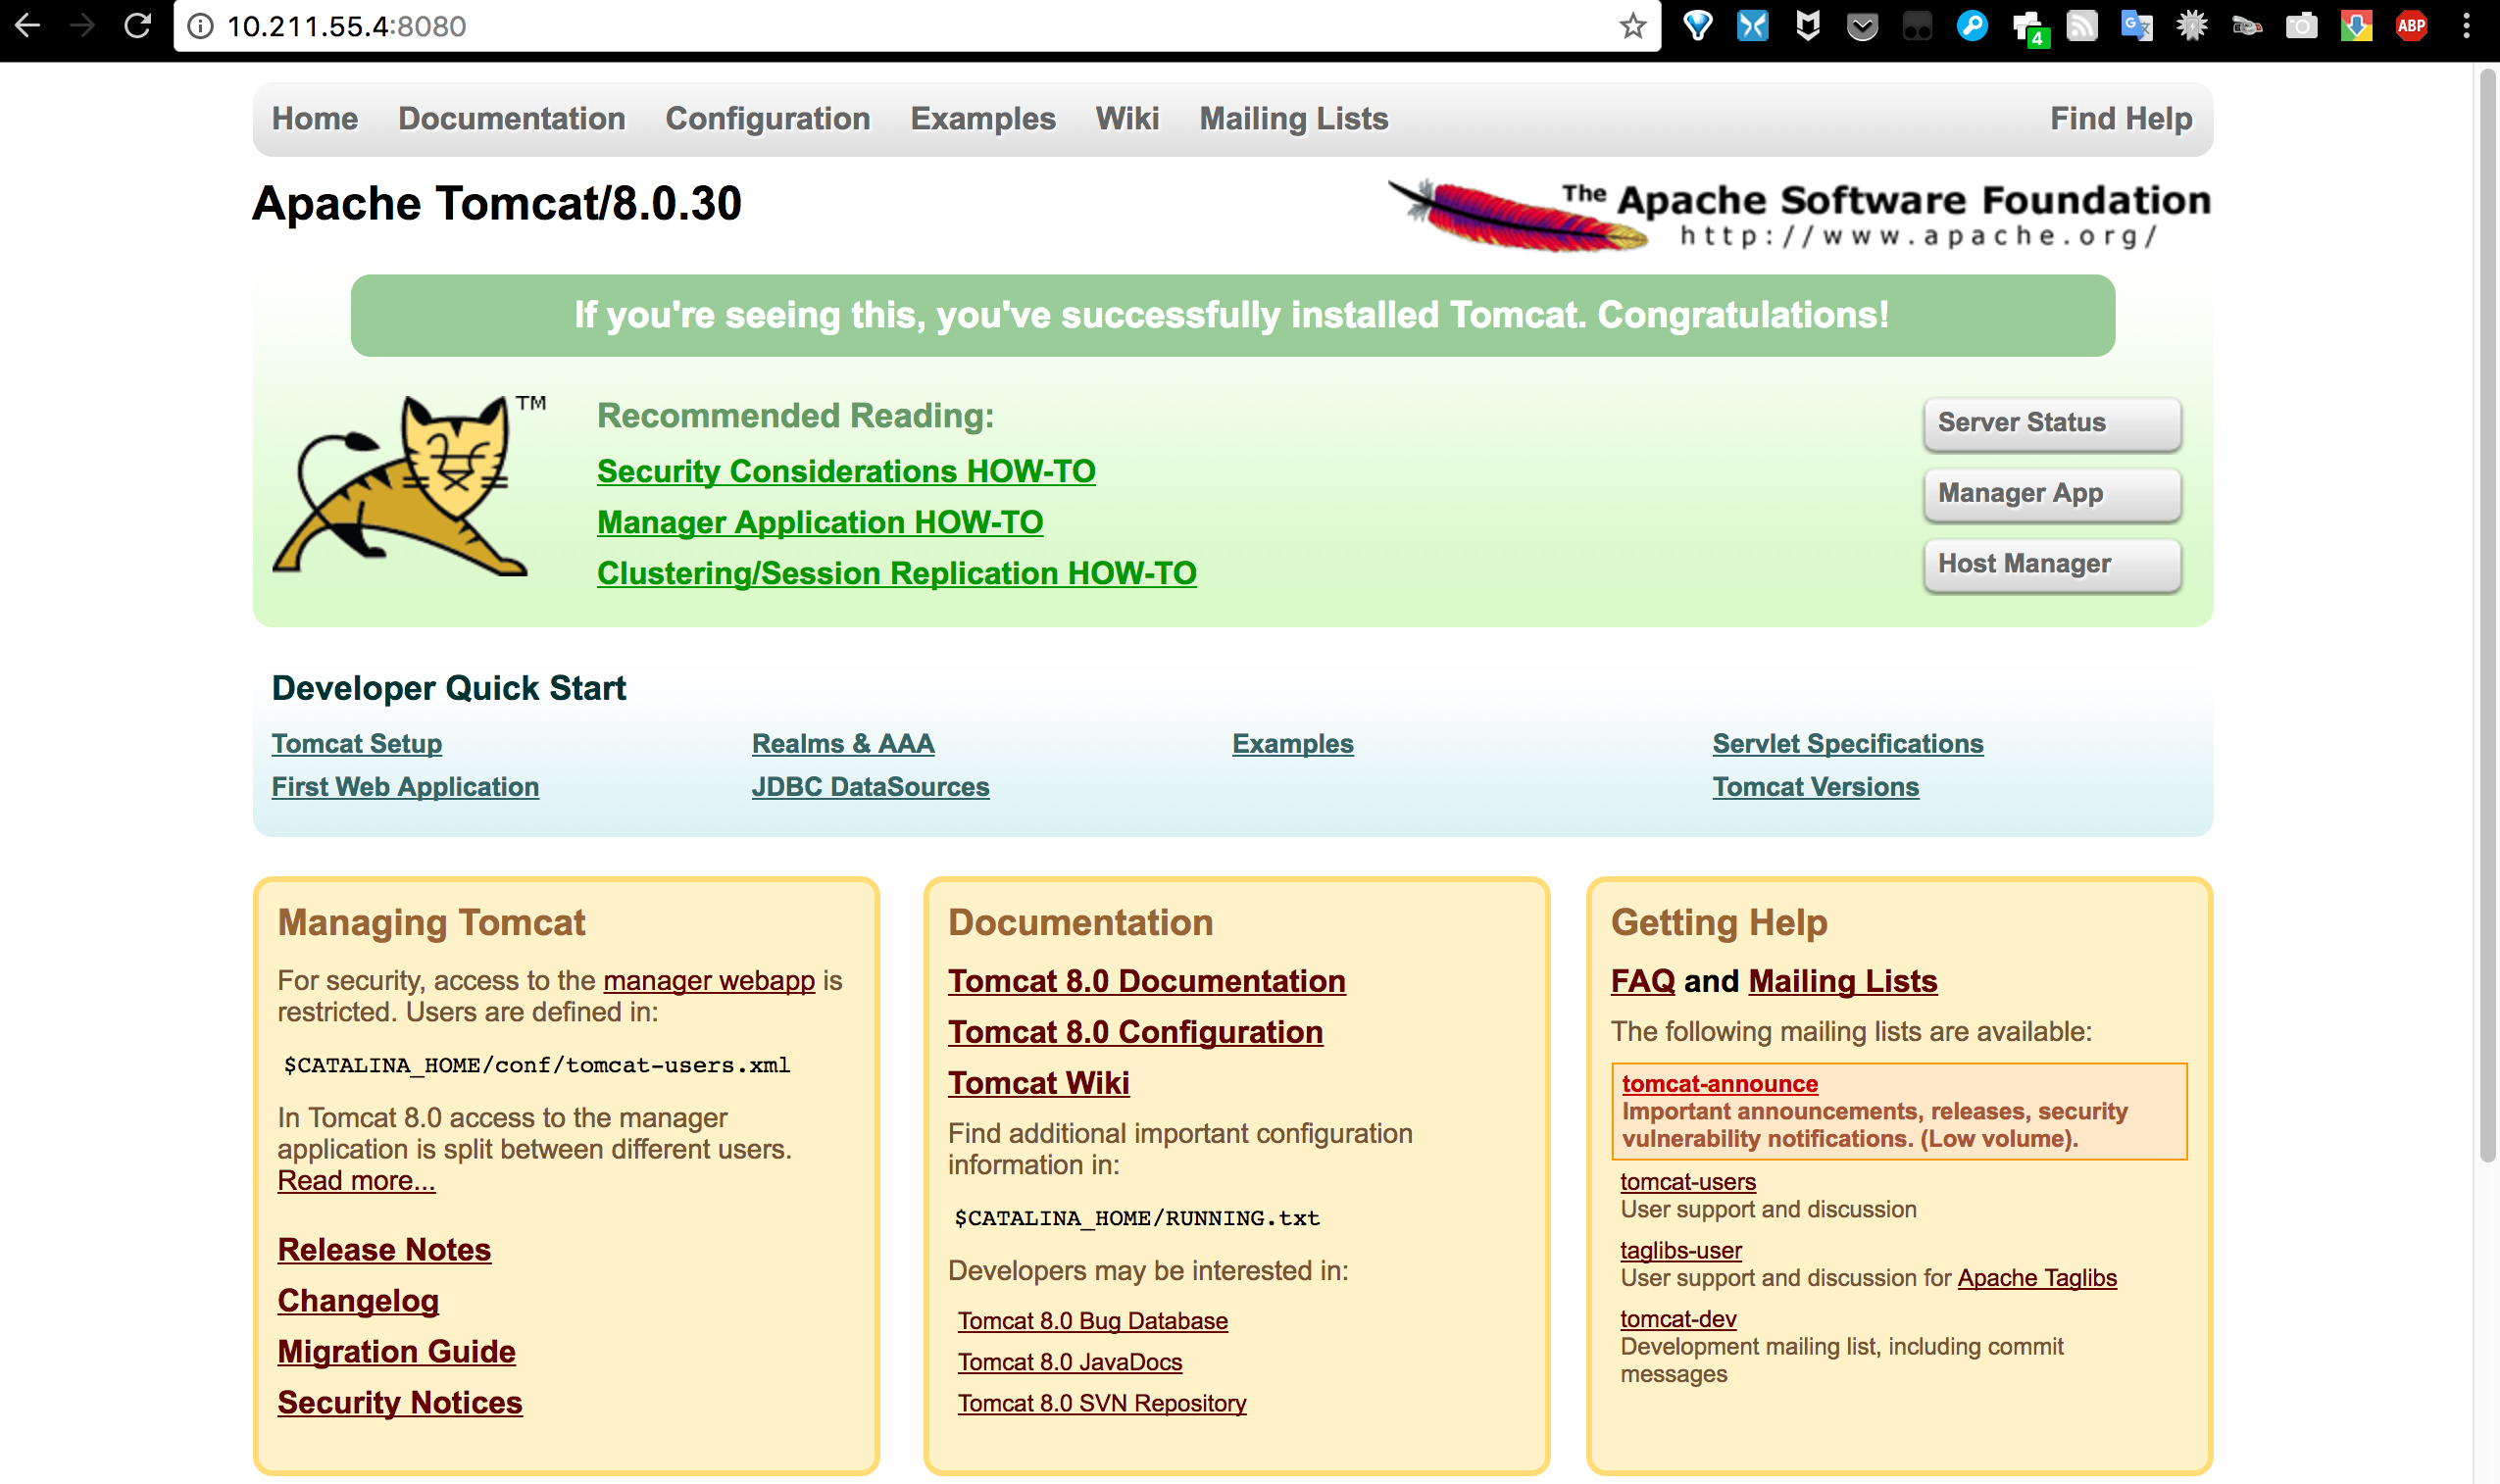 10.211.55.4:8080
4
ABP
Home Documentation Configuration Examples Wiki Mailing Lists Find Help
Apache Tomcat/8.0.30
The Apache Software Foundation
http://www.apache.org/
If you're seeing this, you've successfully installed Tomcat. Congratulations!
TM
Recommended Reading:
Security Considerations HOW-TO
Manager Application HOW-TO
Clustering/Session Replication HOW-TO
Server Status
Manager App
Host Manager
Developer Quick Start
Tomcat Setup
First Web Application
Realms & AAA
JDBC DataSources
Examples
Servlet Specifications
Tomcat Versions
Managing Tomcat
For security, access to the manager webapp is
restricted. Users are defined in:
$CATALINA_HOME/conf/tomcat-users.xml
In Tomcat 8.0 access to the manager
application is split between different users.
Read more...
Release Notes
Changelog
Migration Guide
Security Notices
Documentation
Tomcat 8.0 Documentation
Tomcat 8.0 Configuration
Tomcat Wiki
Find additional important configuration
information in:
$CATALINA_HOME/RUNNING.txt
Developers may be interested in:
Tomcat 8.0 Bug Database
Tomcat 8.0 JavaDocs
Tomcat 8.0 SVN Repository
Getting Help
FAQ and Mailing Lists
The following mailing lists are available:
tomcat-announce
Important announcements, releases, security
vulnerability notifications. (Low volume).
tomcat-users
User support and discussion
taglibs-user
User support and discussion for Apache Taglibs
tomcat-dev
Development mailing list, including commit
messages